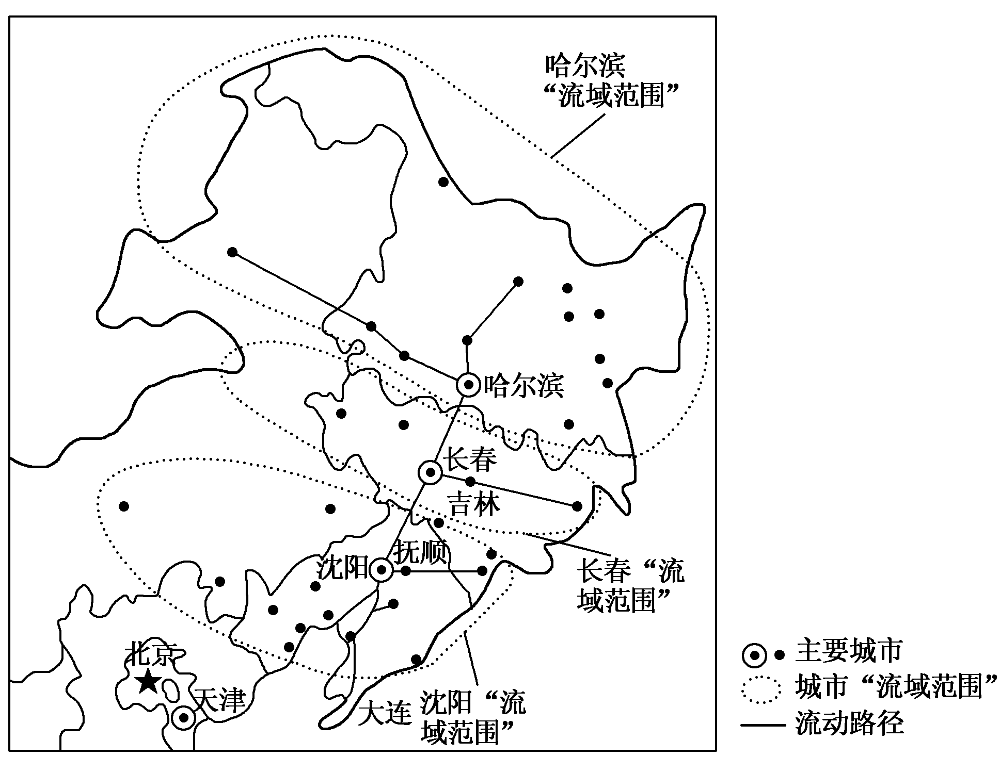 哈尔滨
“流域范围”
哈尔滨
长春
吉林
抚顺
沈阳
长春“流
域范围”
北京
天津
大连
沈阳“流
域范围”
主要城市
城市“流域范围”
流动路径